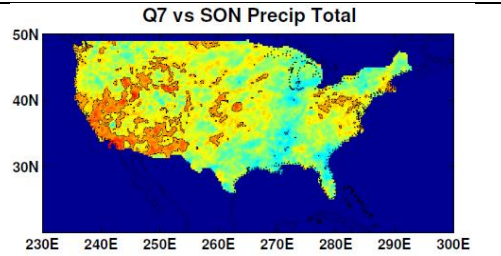 Q7 vs SON Precip Total
50N
40N
30N
230E 240E 250E 260E 270E 280E 290E 300E